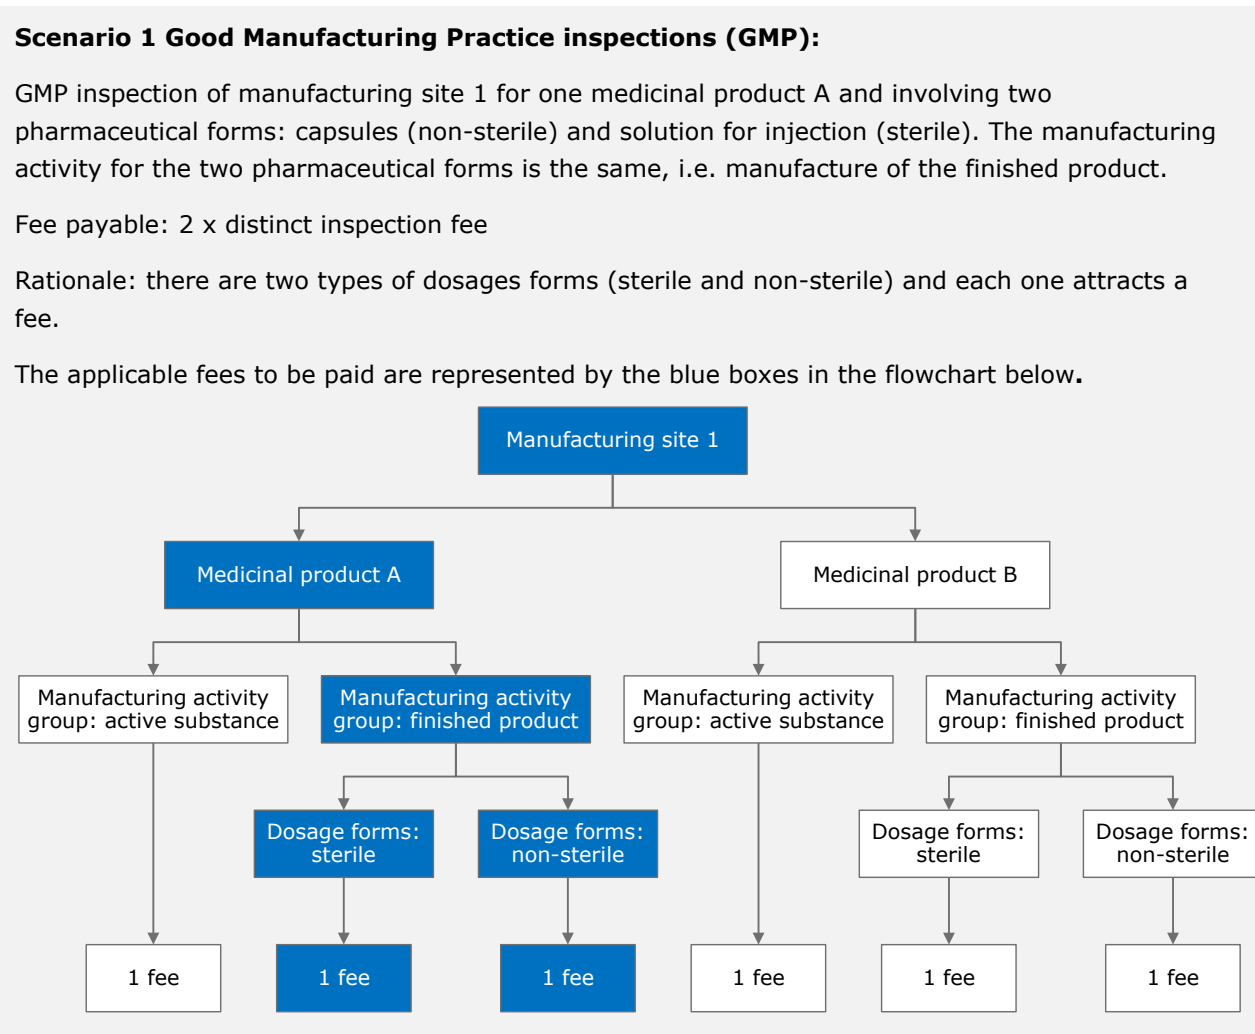 Scenario 1 Good Manufacturing Practice inspections (GMP):
GMP inspection of manufacturing site 1 for one medicinal product A and involving two
pharmaceutical forms: capsules (non-sterile) and solution for injection (sterile). The manufacturing
activity for the two pharmaceutical forms is the same, i.e. manufacture of the finished product.
Fee payable: 2 x distinct inspection fee
Rationale: there are two types of dosages forms (sterile and non-sterile) and each one attracts a
fee.
The applicable fees to be paid are represented by the blue boxes in the flowchart below.
Manufacturing site 1
Medicinal product A
Medicinal product B
Manufacturing activity
group: active substance
Manufacturing activity
group: finished product
Manufacturing activity
group: active substance
Manufacturing activity
group: finished product
Dosage forms:
sterile
Dosage forms:
non-sterile
Dosage forms:
sterile
Dosage forms:
non-sterile
1 fee
1 fee
1 fee
1 fee
1 fee
1 fee